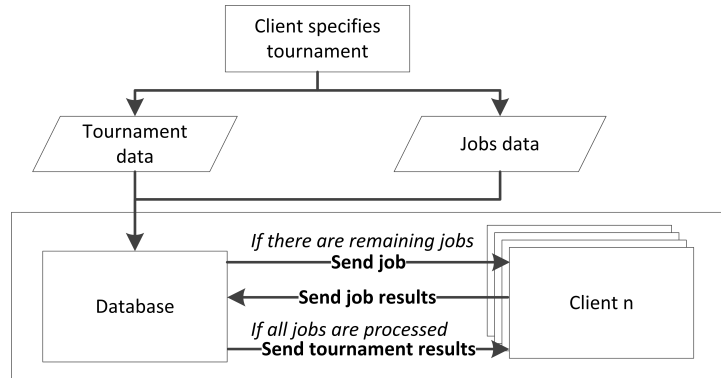 Client specifies
tournament
Tournament
data
Jobs data
If there are remaining jobs
Send job
Database
Send job results
Client n
If all jobs are processed
Send tournament results